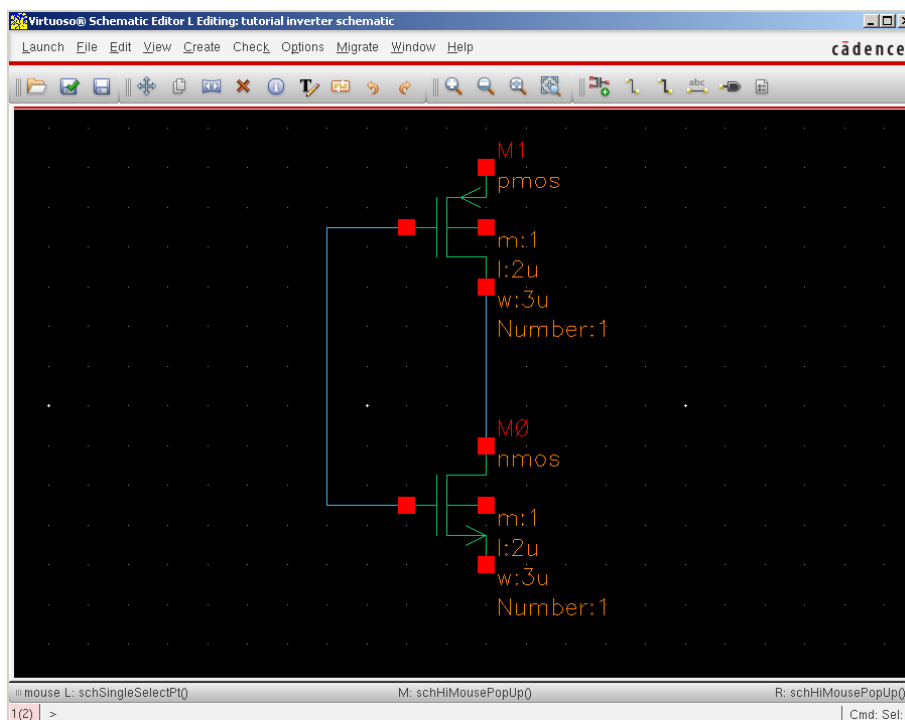 Virtuoso® Schematic Editor L Editing: tutorial inverter schematic
Launch File Edit View Create Check Options Migrate Window Help
cādence
T
abc
M1
pmos
m:1
l:2u
w:3u
Number:1
MØ
nmos
m:1
l:2u
w:3u
Number:1
mouse L: schSingleSelectPt() M: schHiMousePopUp() R: schHiMousePopUp()
1(2) > Cmd: Sel: